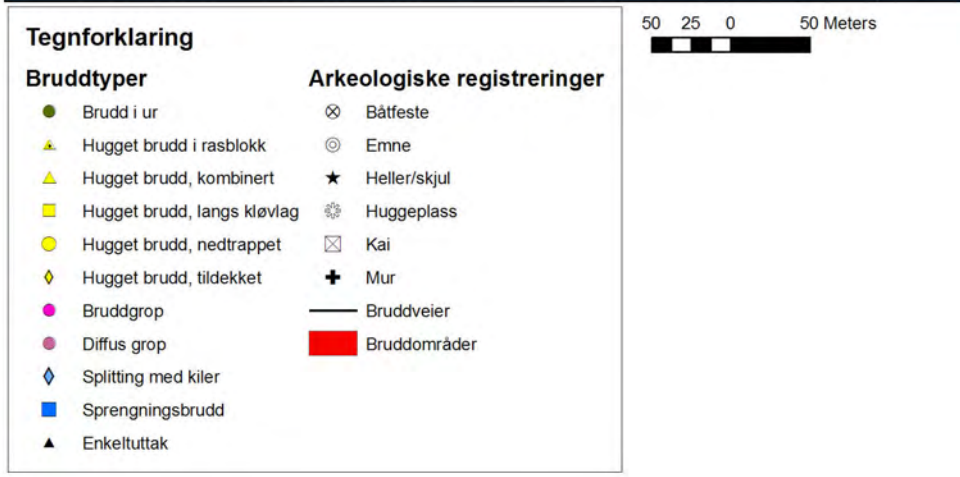 Tegnforklaring
Bruddtyper
Brudd i ur
Hugget brudd i rasblokk
Hugget brudd, kombinert
Hugget brudd, langs kløvlag
Hugget brudd, nedtrappet
Hugget brudd, tildekket
Bruddgrop
Diffus grop
Splitting med kiler
Sprengningsbrudd
Enkeltuttak
Arkeologiske registreringer
Båtfeste
Emne
Heller/skjul
Huggeplass
Kai
Mur
Bruddveier
Bruddområder
50 25 0 50 Meters